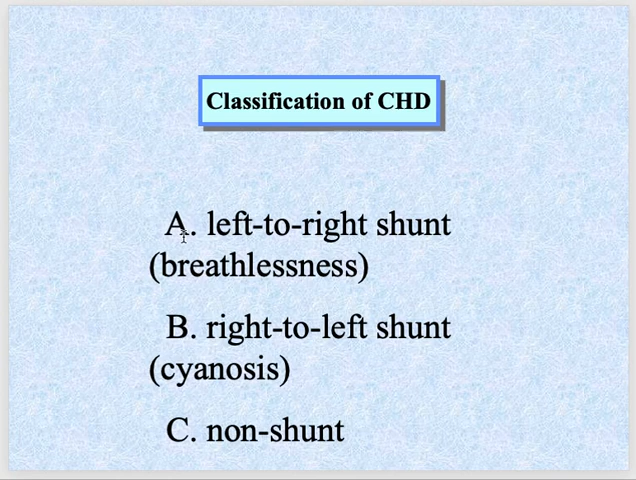 Classification of CHD
A. left-to-right shunt
(breathlessness)
B. right-to-left shunt
(cyanosis)
C. non-shunt